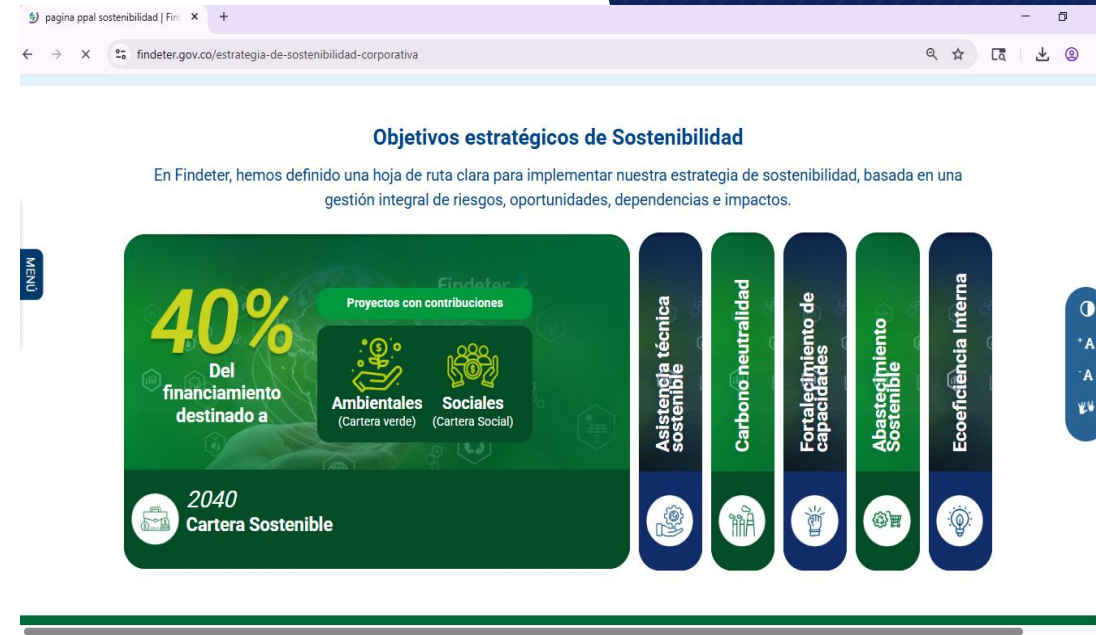 pagina ppal sostenibilidad | Fin
findeter.gov.co/estrategia-de-sostenibilidad-corporativa
Objetivos estratégicos de Sostenibilidad
En Findeter, hemos definido una hoja de ruta clara para implementar nuestra estrategia de sostenibilidad, basada en una
gestión integral de riesgos, oportunidades, dependencias e impactos.
MENÚ
Findeter
40%
Del
financiamiento
destinado a
Proyectos con contribuciones
Ambientales
(Cartera verde)
Sociales
(Cartera Social)
2040
Cartera Sostenible
Asistencia técnica
sostenible
Carbono neutralidad
Fortalecimiento de
capacidades
Abastecimiento
Sostenible
Ecoeficiencia Interna
+A
-A